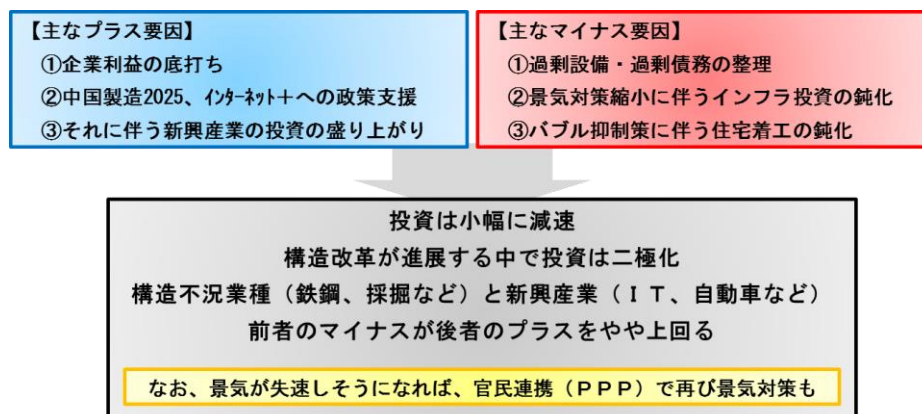 【主なプラス要因】
①企業利益の底打ち
②中国製造2025、ｲﾝﾀｰﾈｯﾄ＋への政策支援
③それに伴う新興産業の投資の盛り上がり
【主なマイナス要因】
①過剰設備・過剰債務の整理
②景気対策縮小に伴うインフラ投資の鈍化
③バブル抑制策に伴う住宅着工の鈍化
投資は小幅に減速
構造改革が進展する中で投資は二極化
構造不況業種（鉄鋼、採掘など）と新興産業（ＩＴ、自動車など）
前者のマイナスが後者のプラスをやや上回る
なお、景気が失速しそうになれば、官民連携（ＰＰＰ）で再び景気対策も